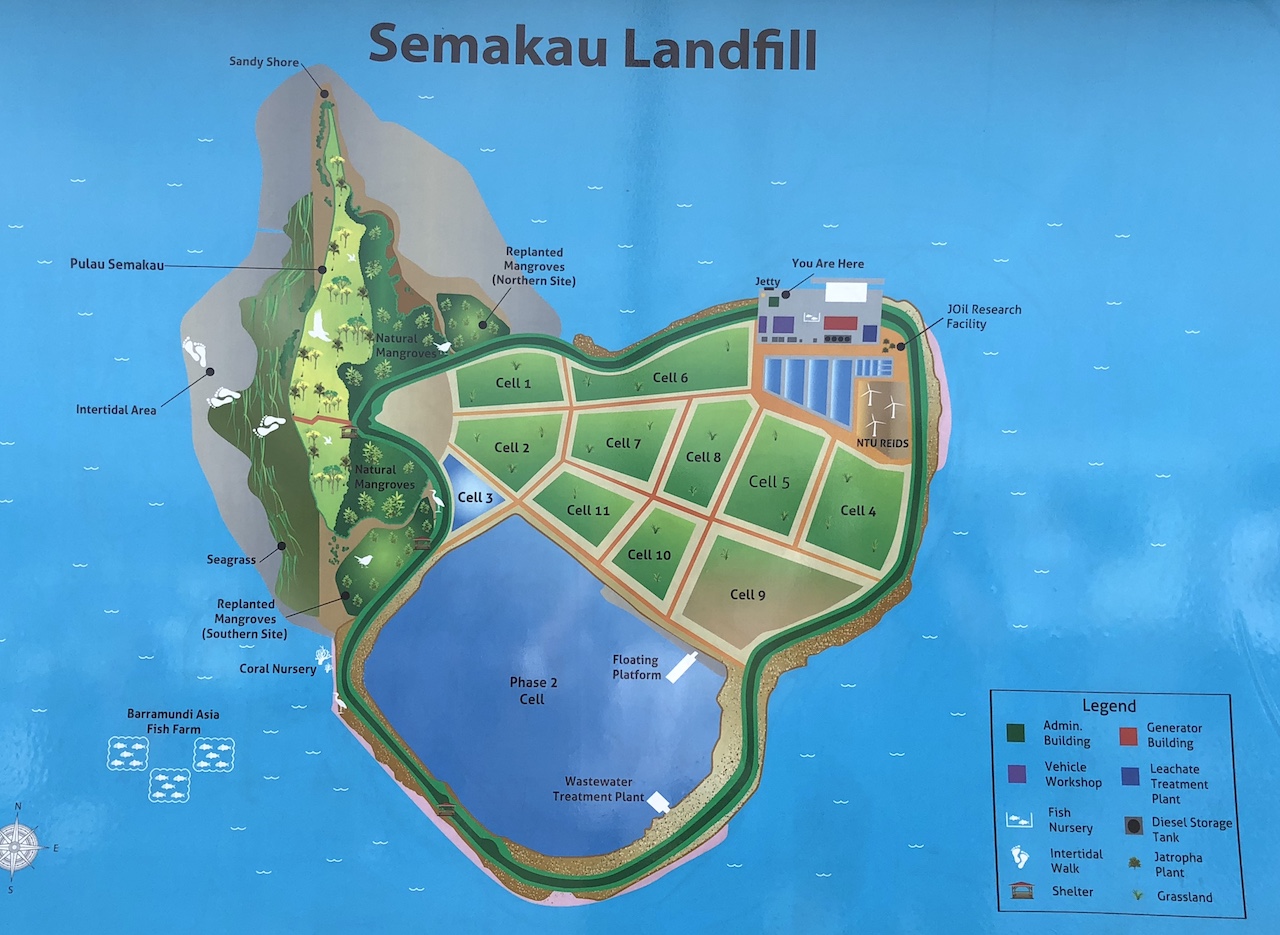 Semakau Landfill
Sandy Shore
Pulau Semakau
Replanted
Mangroves
(Northern Site)
You Are Here
Jetty
JOil Research
Facility
Natural
Mangroves
Intertidal Area
Cell 1
Cell 6
NTU REIDS
Cell 2
Cell 7
Cell 8
Cell 5
Natural
Mangroves
Cell 3
Cell 11
Cell 4
Cell 10
Seagrass
Cell 9
Replanted
Mangroves
(Southern Site)
Coral Nursery
Floating
Platform
Phase 2
Cell
Barramundi Asia
Fish Farm
Wastewater
Treatment Plant
N
E
S
Legend
Admin.
Building
Generator
Building
Vehicle
Workshop
Leachate
Treatment
Plant
Fish
Nursery
Diesel Storage
Tank
Intertidal
Walk
Jatropha
Plant
Shelter
Grassland